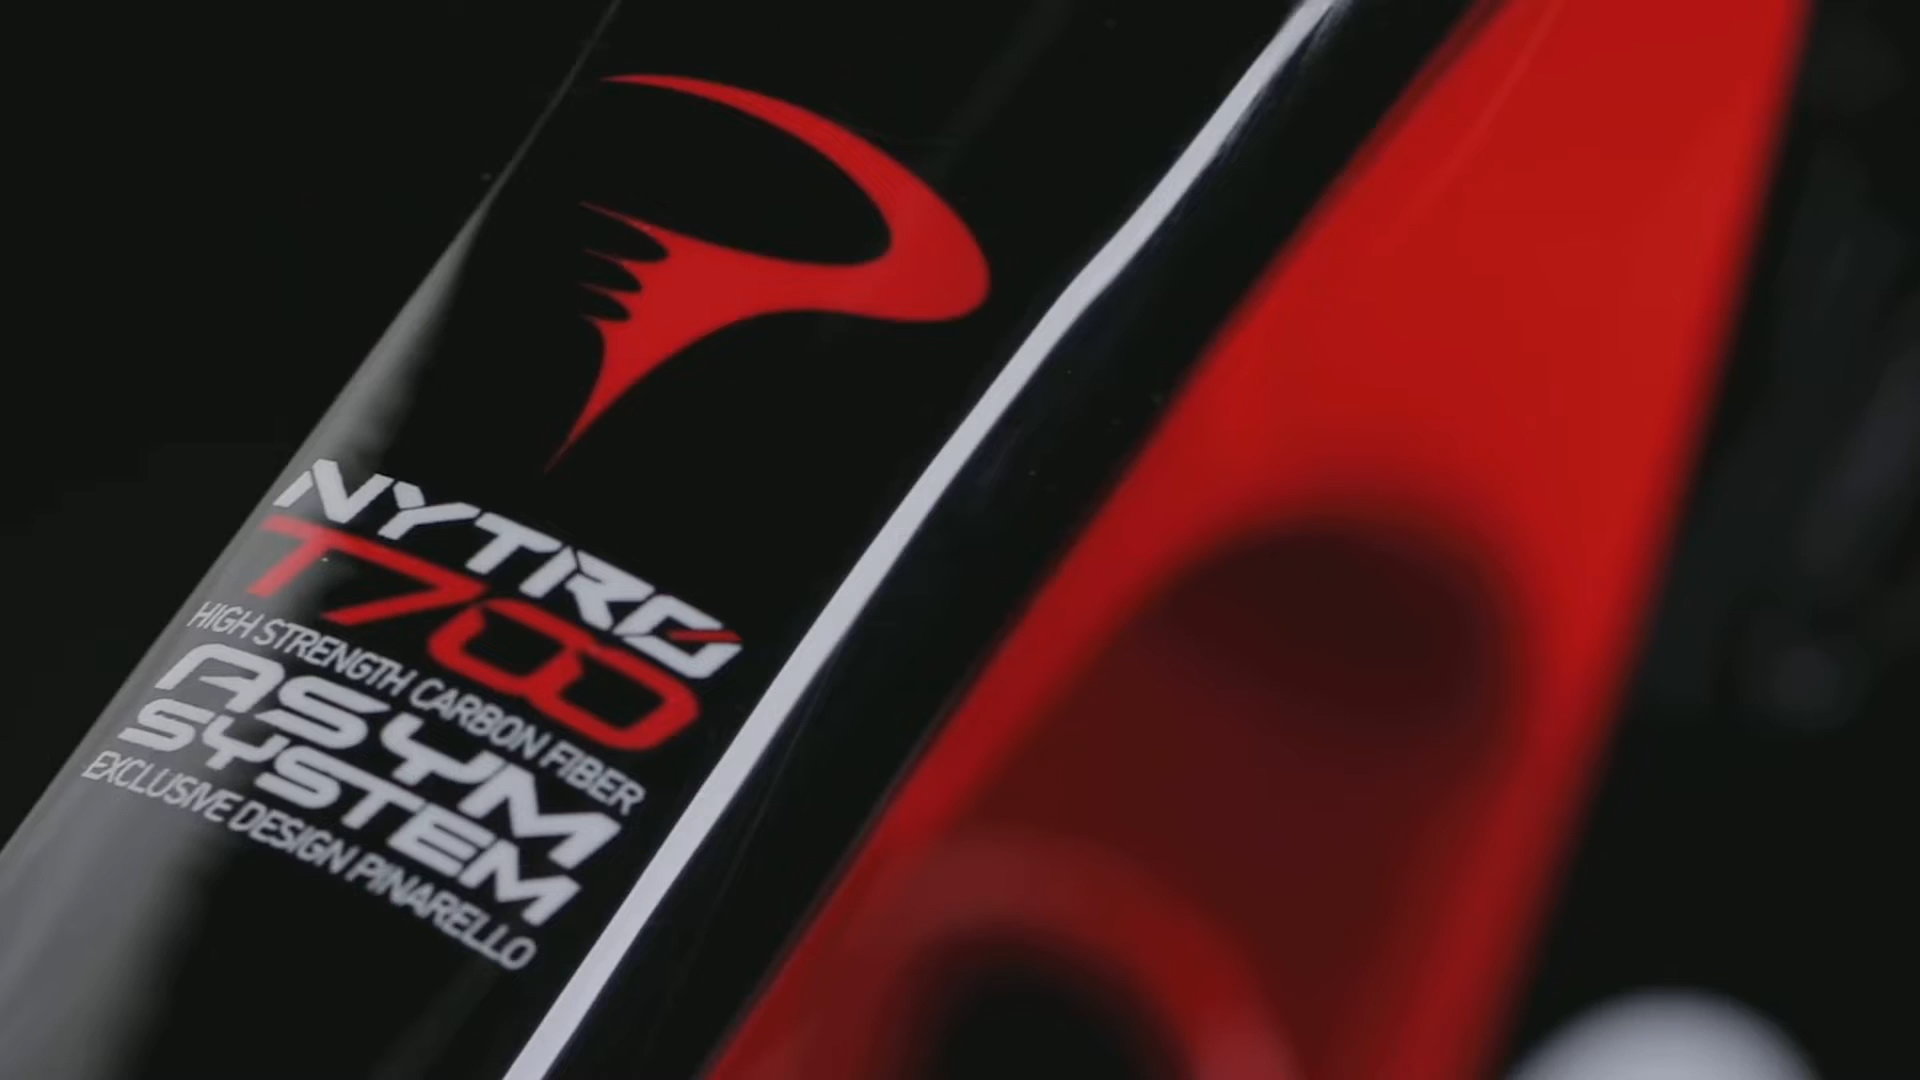 NYTRO
T700
HIGH STRENGTH CARBON FIBER
ASYM
SYSTEM
EXCLUSIVE DESIGN PINARELLO